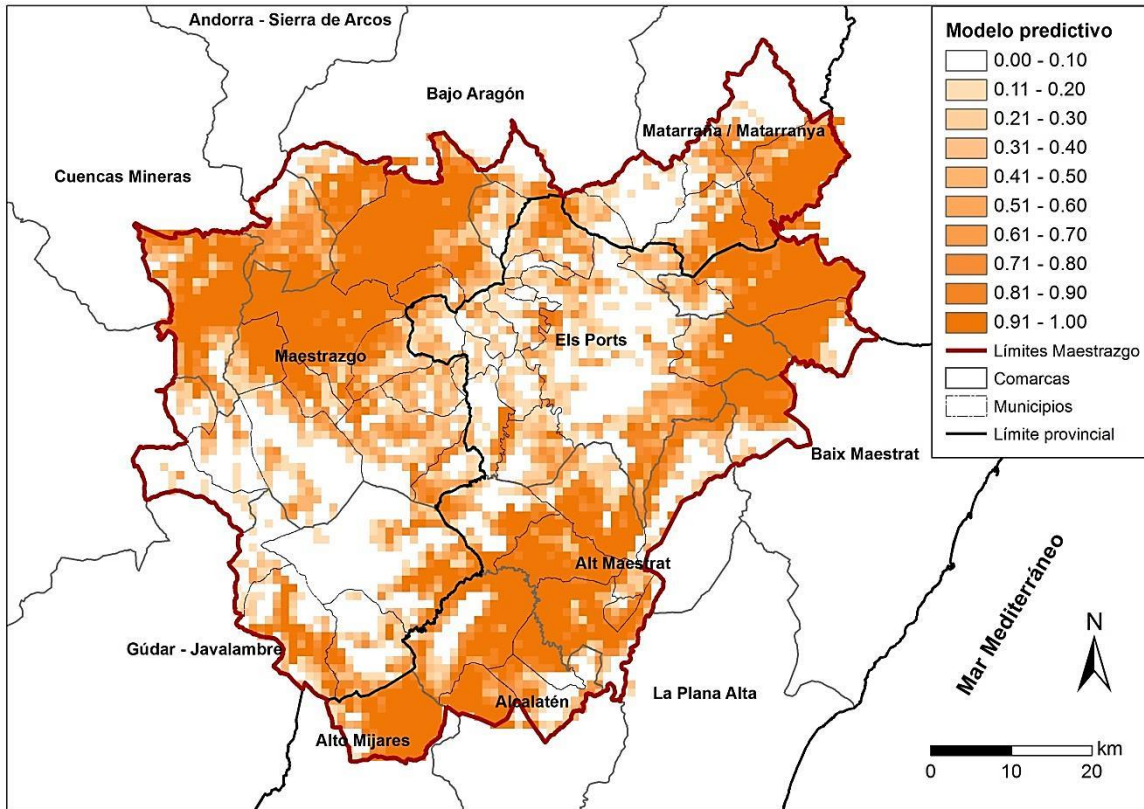 Andorra - Sierra de Arcos
Bajo Aragón
Matarraña / Matarranya
Cuencas Mineras
Els Ports
Maestrazgo
Baix Maestrat
Alt Maestrat
Gúdar - Javalambre
La Plana Alta
Alcalatén
Alto Mijares
Mar Mediterráneo
Modelo predictivo
0.00 - 0.10
0.11 - 0.20
0.21 - 0.30
0.31 - 0.40
0.41 - 0.50
0.51 - 0.60
0.61 - 0.70
0.71 - 0.80
0.81 - 0.90
0.91 - 1.00
Límites Maestrazgo
Comarcas
Municipios
Límite provincial
N
km
0 10 20